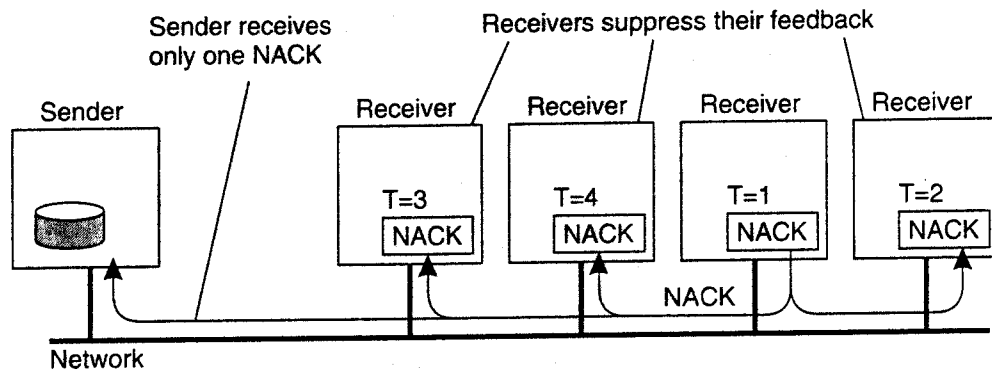 Sender receives
only one NACK
Receivers suppress their feedback
Sender
Receiver
Receiver
Receiver
Receiver
T=3
T=4
T=1
T=2
NACK
NACK
NACK
NACK
NACK
Network